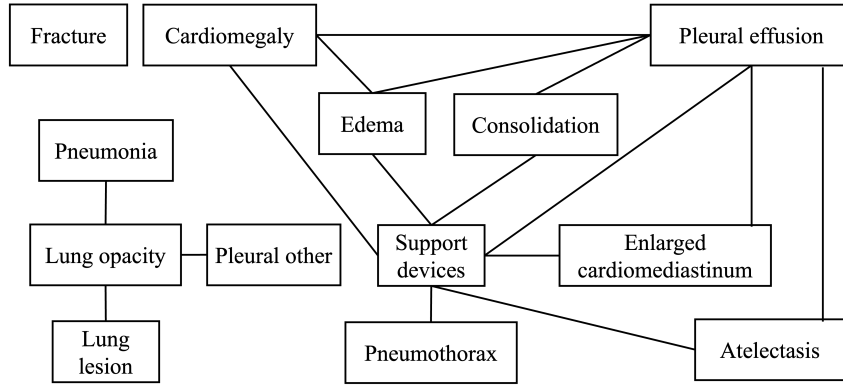 Fracture
Cardiomegaly
Pleural effusion
Edema
Consolidation
Pneumonia
Lung opacity
Pleural other
Support
devices
Enlarged
cardiomediastinum
Lung
lesion
Pneumothorax
Atelectasis